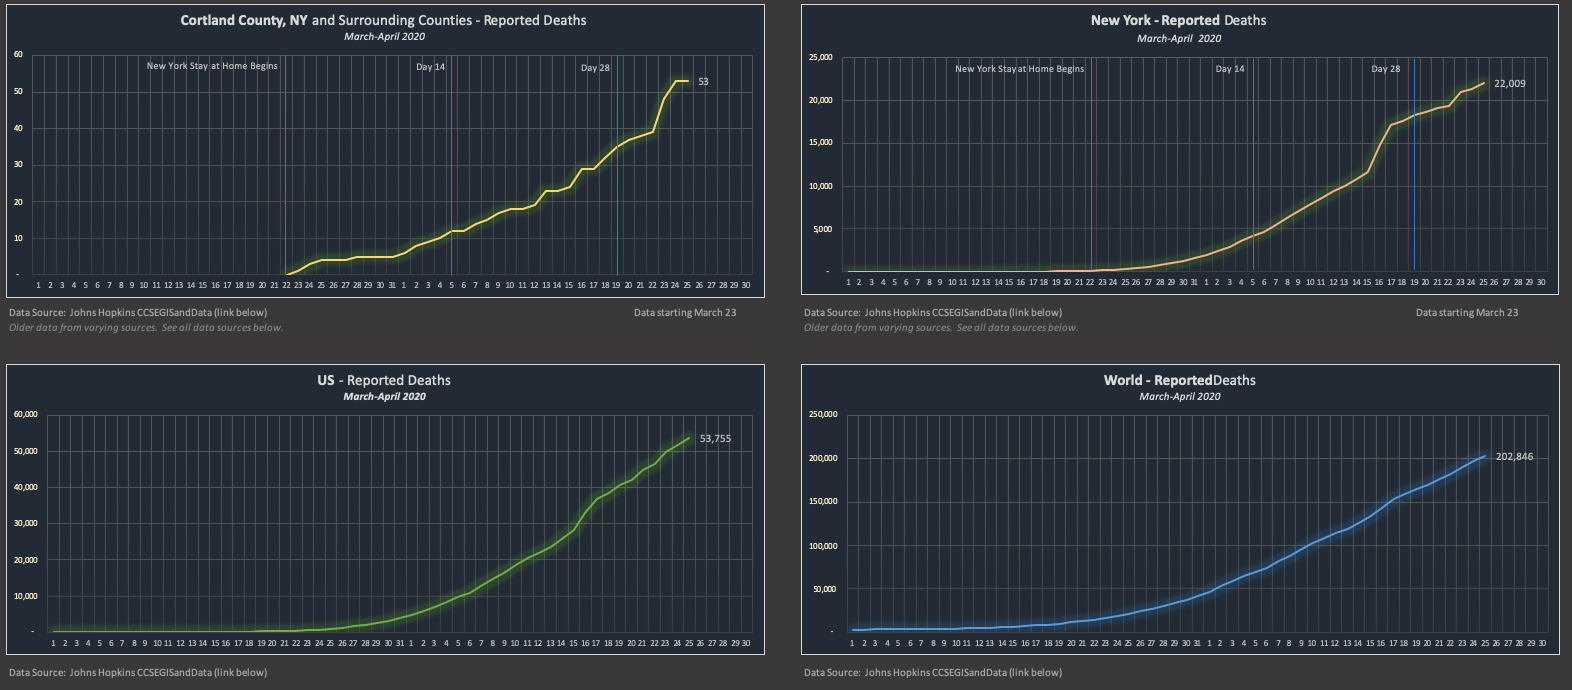 Cortland County, NY and Surrounding Counties - Reported Deaths
March-April 2020
New York Stay at Home Begins
Day 14
Day 28
60
50
40
30
20
10
-
53
1 2 3 4 5 6 7 8 9 10 11 12 13 14 15 16 17 18 19 20 21 22 23 24 25 26 27 28 29 30 31 1 2 3 4 5 6 7 8 9 10 11 12 13 14 15 16 17 18 19 20 21 22 23 24 25 26 27 28 29 30
Data Source: Johns Hopkins CCSEGISandData (link below)
Data starting March 23
Older data from varying sources. See all data sources below.
New York - Reported Deaths
March-April 2020
New York Stay at Home Begins
Day 14
Day 28
25,000
20,000
15,000
10,000
5,000
-
22,009
1 2 3 4 5 6 7 8 9 10 11 12 13 14 15 16 17 18 19 20 21 22 23 24 25 26 27 28 29 30 31 1 2 3 4 5 6 7 8 9 10 11 12 13 14 15 16 17 18 19 20 21 22 23 24 25 26 27 28 29 30
Data Source: Johns Hopkins CCSEGISandData (link below)
Data starting March 23
Older data from varying sources. See all data sources below.
US - Reported Deaths
March-April 2020
60,000
50,000
40,000
30,000
20,000
10,000
-
53,755
1 2 3 4 5 6 7 8 9 10 11 12 13 14 15 16 17 18 19 20 21 22 23 24 25 26 27 28 29 30 31 1 2 3 4 5 6 7 8 9 10 11 12 13 14 15 16 17 18 19 20 21 22 23 24 25 26 27 28 29 30
Data Source: Johns Hopkins CCSEGISandData (link below)
World - ReportedDeaths
March-April 2020
250,000
200,000
150,000
100,000
50,000
-
202,846
1 2 3 4 5 6 7 8 9 10 11 12 13 14 15 16 17 18 19 20 21 22 23 24 25 26 27 28 29 30 31 1 2 3 4 5 6 7 8 9 10 11 12 13 14 15 16 17 18 19 20 21 22 23 24 25 26 27 28 29 30
Data Source: Johns Hopkins CCSEGISandData (link below)